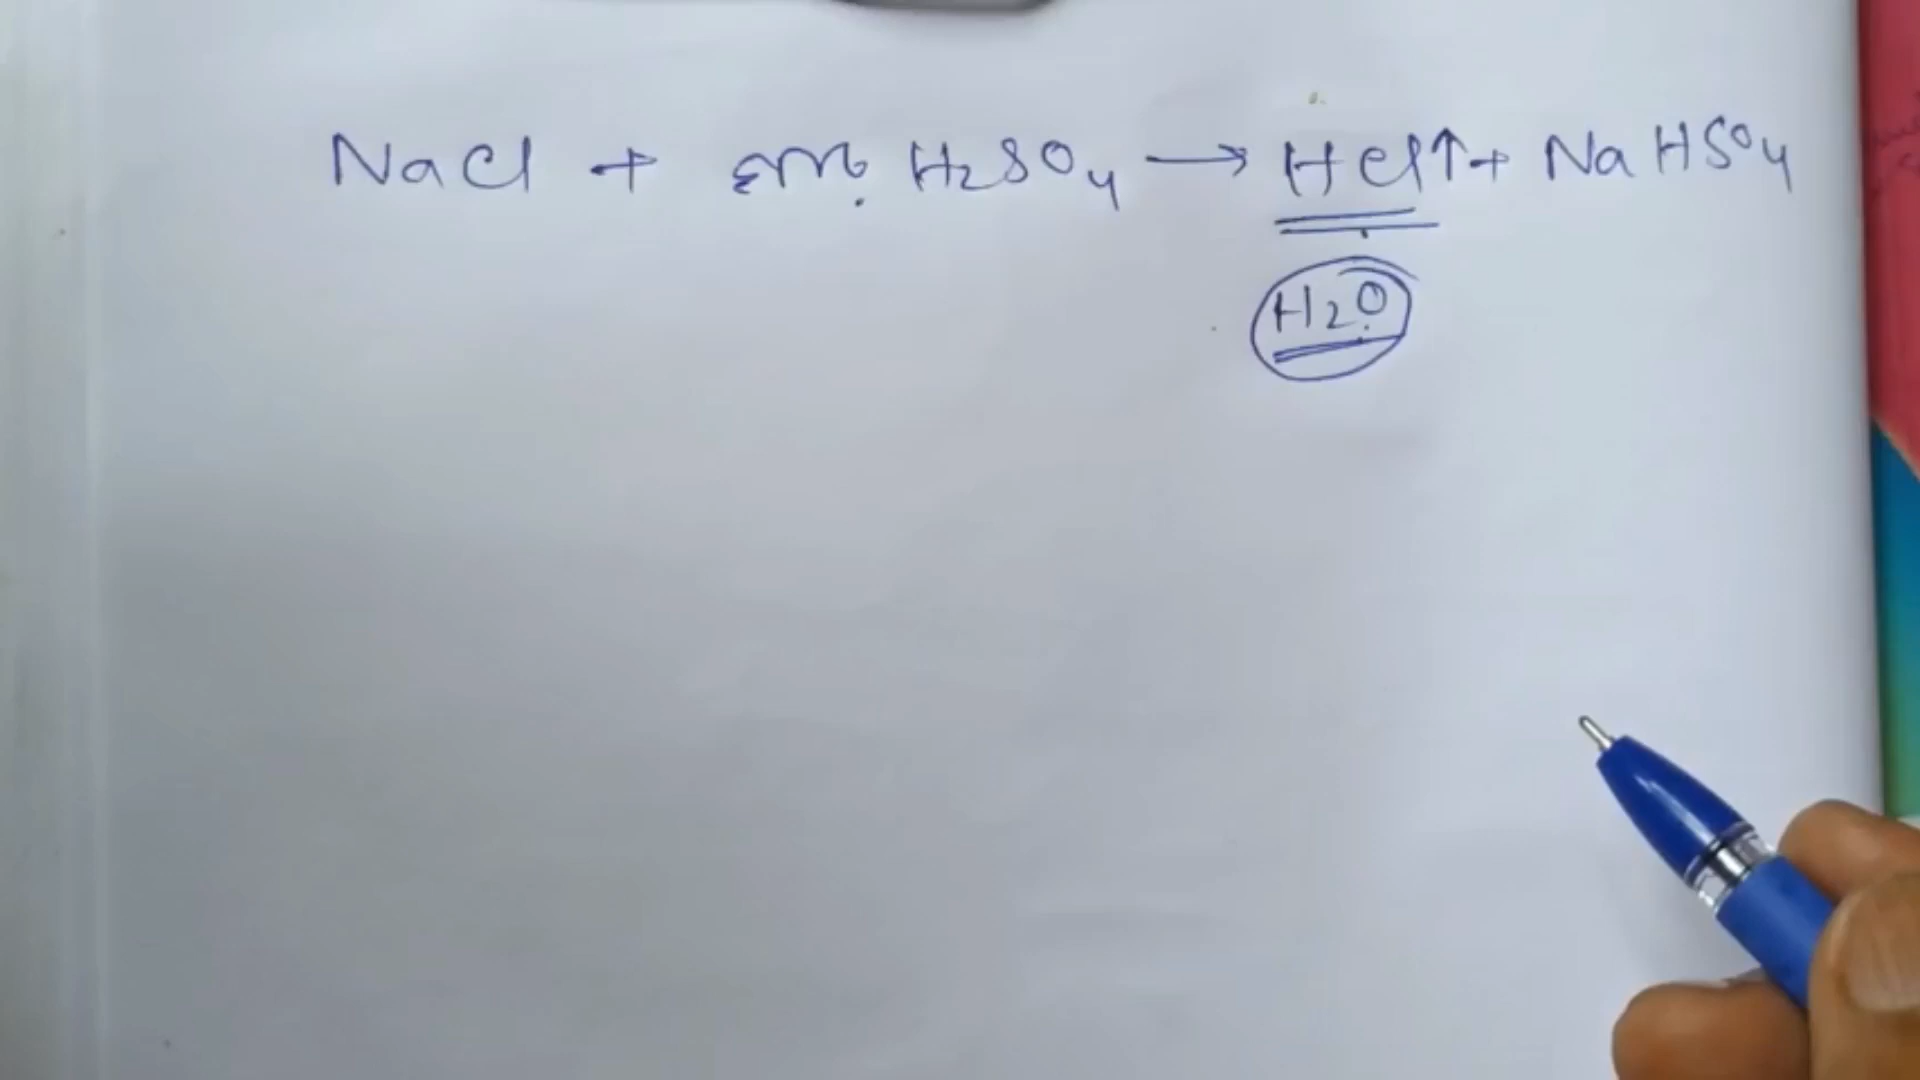 NaCl + গাঢ় H₂SO₄ → HCl↑ + NaHSO₄
H₂O